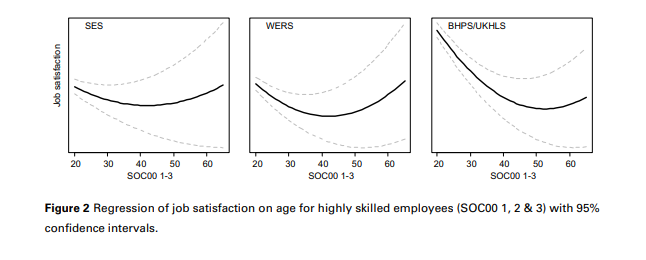 SES
WERS
BHPS/UKHLS
Job satisfaction
20 30 40 50 60
20 30 40 50 60
20 30 40 50 60
SOC00 1-3
SOC00 1-3
SOC00 1-3
Figure 2 Regression of job satisfaction on age for highly skilled employees (SOC00 1, 2 & 3) with 95%
confidence intervals.